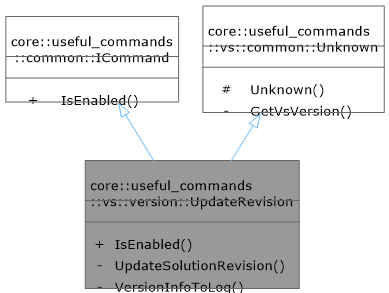 core::useful_commands
::common::ICommand
+ IsEnabled()
core::useful_commands
::vs::common::Unknown
# Unknown()
- GetVsVersion()
core::useful_commands
::vs::version::UpdateRevision
+ IsEnabled()
- UpdateSolutionRevision()
- VersionInfoToLog()